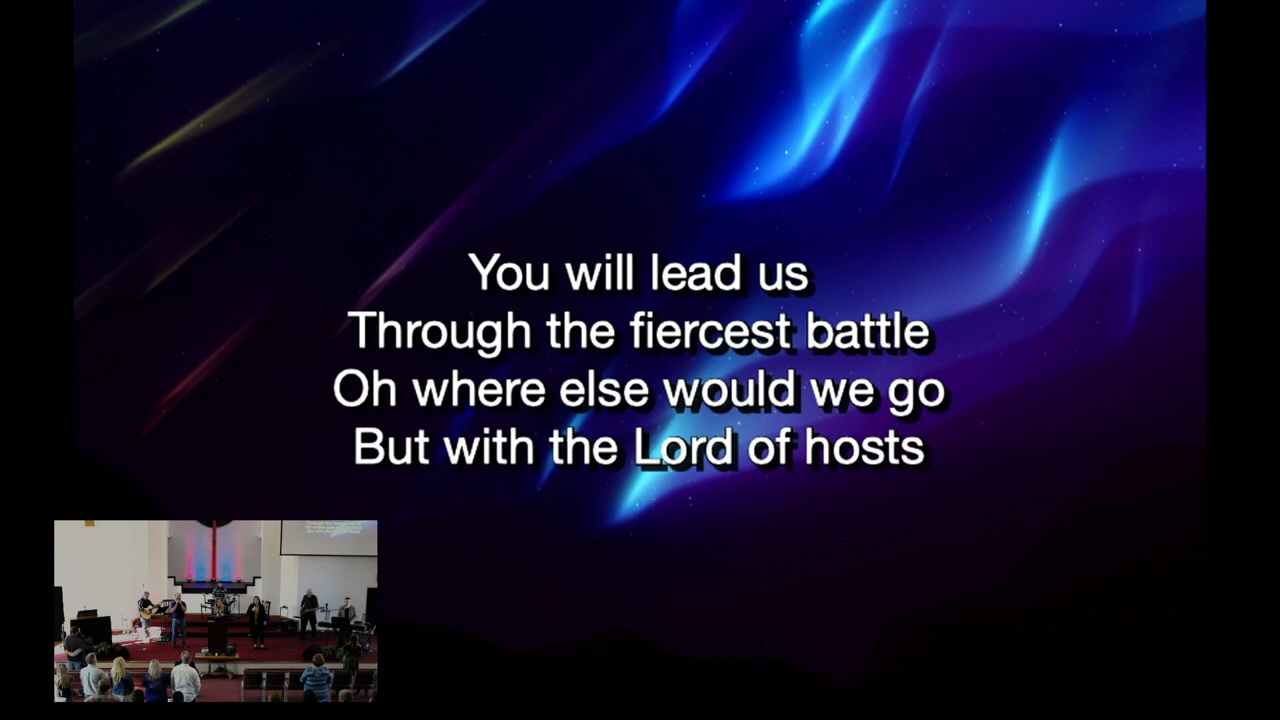 You will lead us
Through the fiercest battle
Oh where else would we go
But with the Lord of hosts